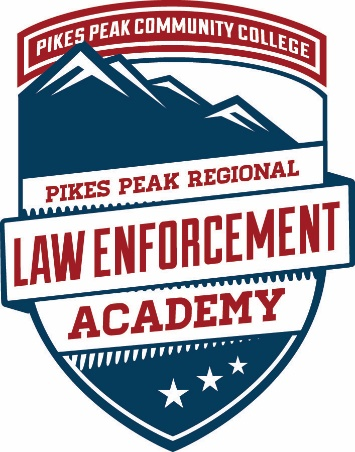 PIKES PEAK COMMUNITY COLLEGE
PIKES PEAK REGIONAL
LAW ENFORCEMENT
ACADEMY